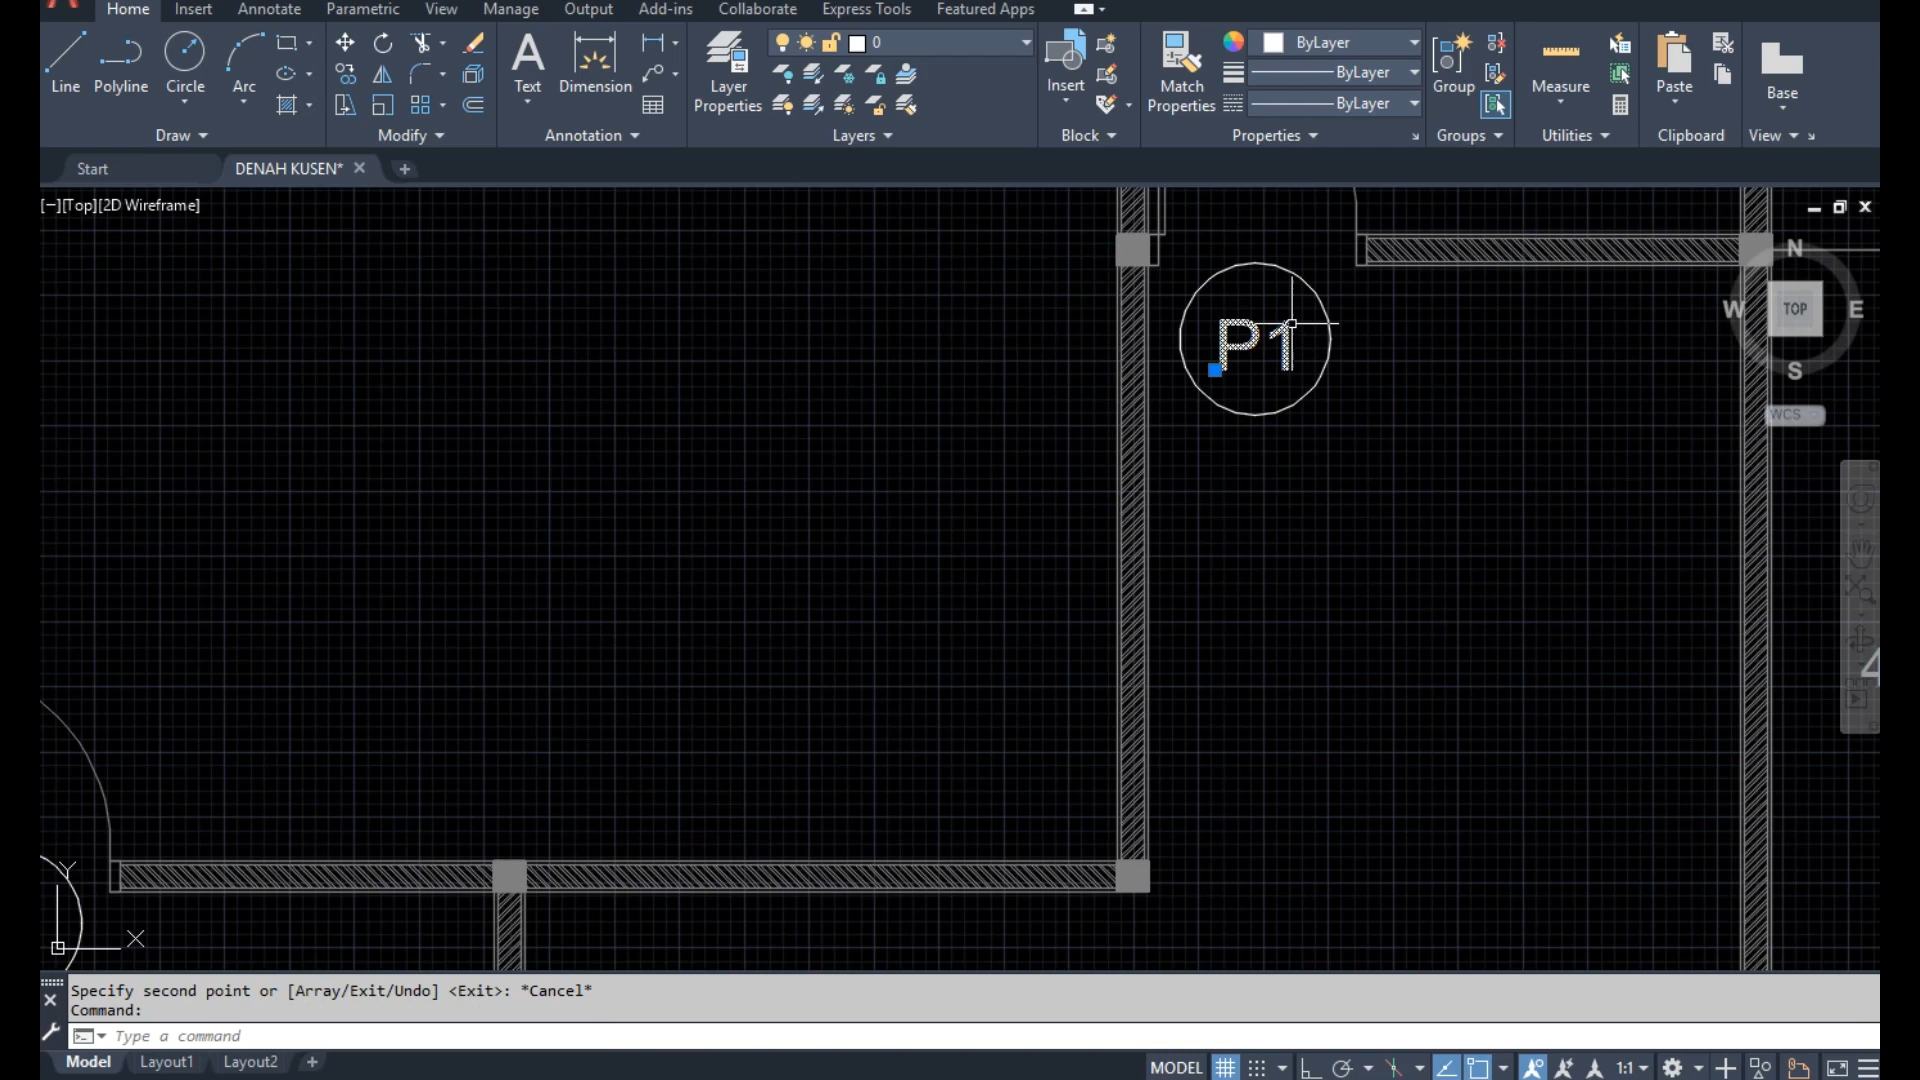 Home Insert Annotate Parametric View Manage Output Add-ins Collaborate Express Tools Featured Apps
0
ByLayer
Line Polyline Circle Arc
Text Dimension
Layer Properties
Insert
Match Properties
ByLayer
ByLayer
Group
Measure
Paste
Base
Draw Modify Annotation Layers Block Properties Groups Utilities Clipboard View
Start DENAH KUSEN*
[−][Top][2D Wireframe]
N
W TOP E
S
WCS
P1
Y
X
Specify second point or [Array/Exit/Undo] <Exit>: *Cancel*
Command:
Type a command
Model Layout1 Layout2
MODEL 1:1